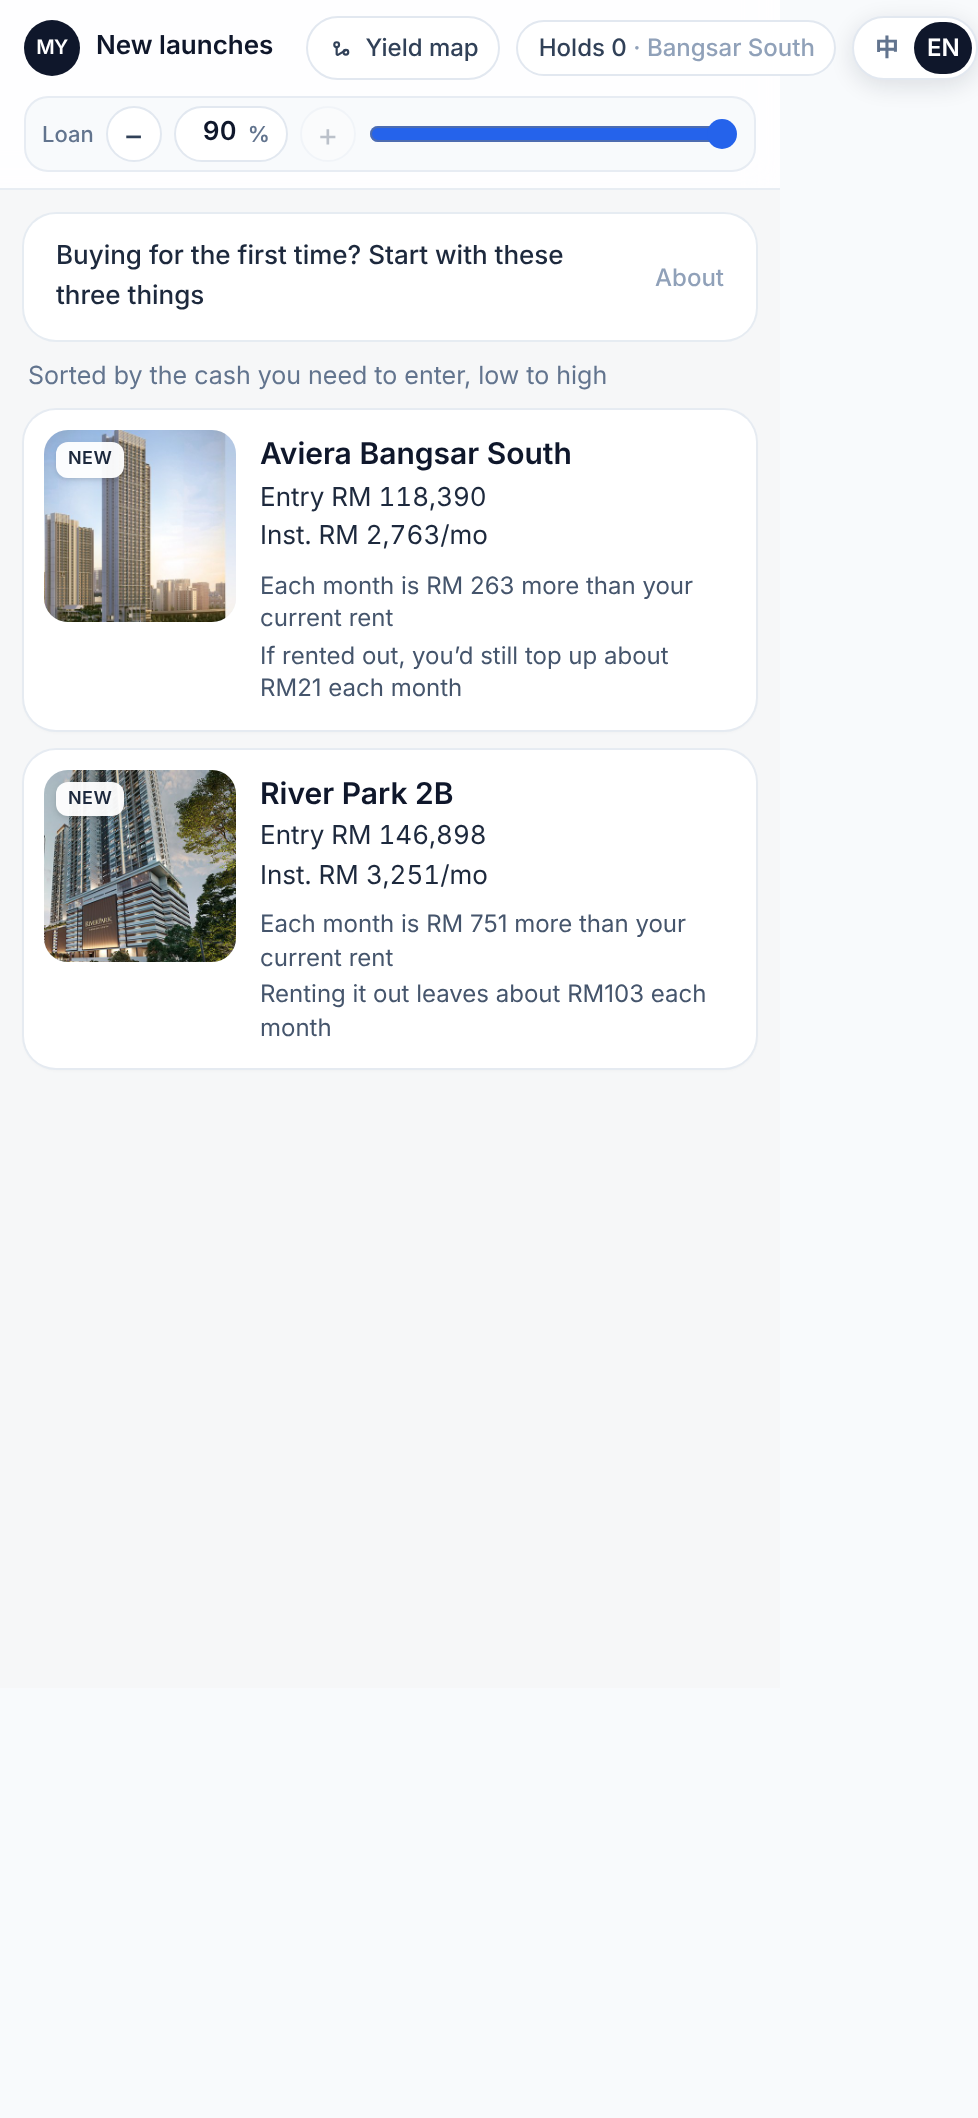 MY New launches Yield map Holds 0 · Bangsar South 中 EN
Loan − 90 % +
Buying for the first time? Start with these
three things
About
Sorted by the cash you need to enter, low to high
NEW
Aviera Bangsar South
Entry RM 118,390
Inst. RM 2,763/mo
Each month is RM 263 more than your
current rent
If rented out, you’d still top up about
RM21 each month
NEW
RIVERPARK
River Park 2B
Entry RM 146,898
Inst. RM 3,251/mo
Each month is RM 751 more than your
current rent
Renting it out leaves about RM103 each
month